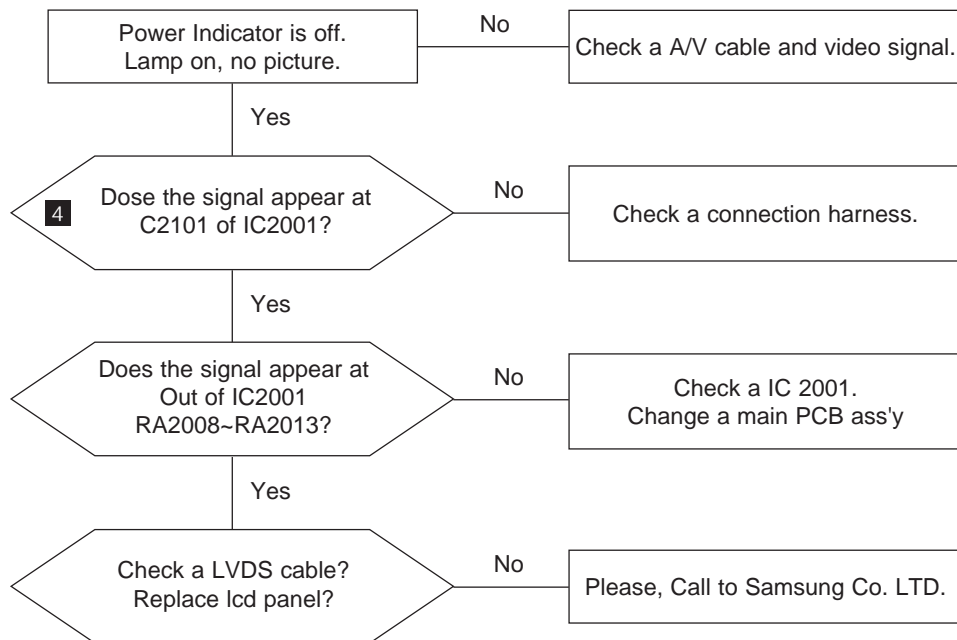 Power Indicator is off.
Lamp on, no picture.
No
Check a A/V cable and video signal.
Yes
4
Dose the signal appear at
C2101 of IC2001?
No
Check a connection harness.
Yes
Does the signal appear at
Out of IC2001
RA2008~RA2013?
No
Check a IC 2001.
Change a main PCB ass'y
Yes
Check a LVDS cable?
Replace lcd panel?
No
Please, Call to Samsung Co. LTD.